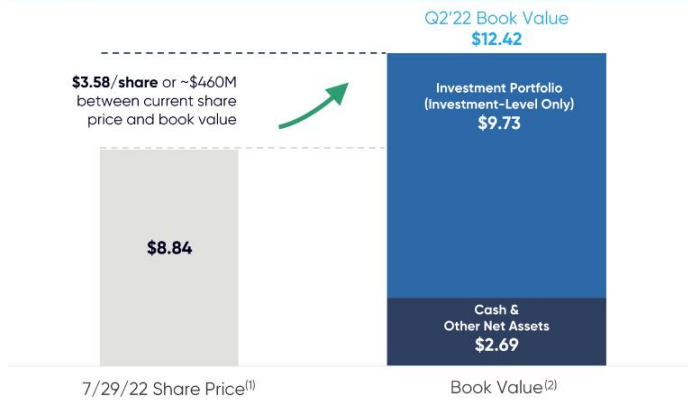 Q2'22 Book Value
$12.42
$3.58/share or ~$460M
between current share
price and book value
Investment Portfolio
(Investment-Level Only)
$9.73
$8.84
Cash &
Other Net Assets
$2.69
7/29/22 Share Price(1)
Book Value(2)